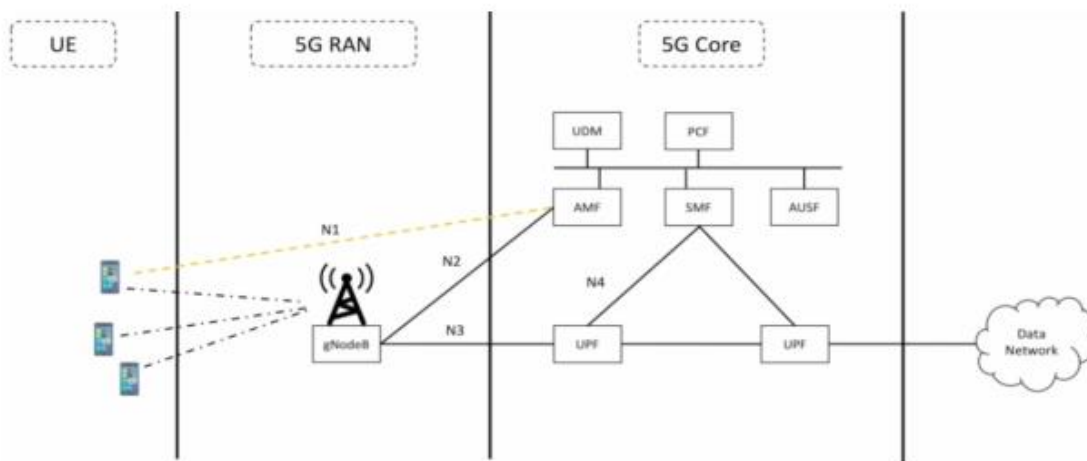 UE
5G RAN
5G Core
UDM
PCF
AMF
SMF
AUSF
N1
N2
N4
N3
gNodeB
UPF
UPF
Data
Network